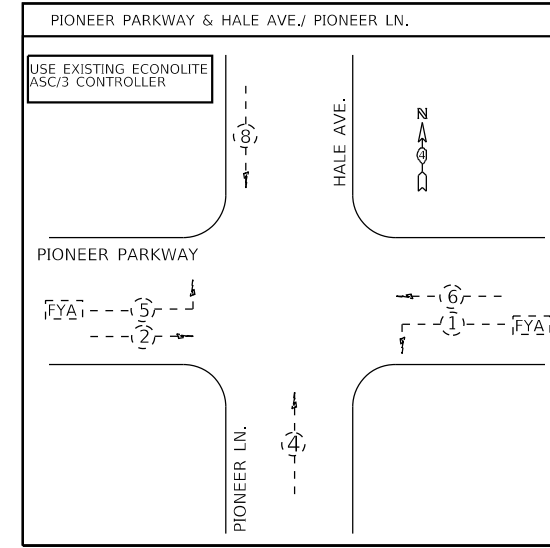 PIONEER PARKWAY & HALE AVE./ PIONEER LN.
USE EXISTING ECONOLITE
ASC/3 CONTROLLER
8
HALE AVE.
N
4
PIONEER PARKWAY
FYA
5
2
6
1
FYA
4
PIONEER LN.